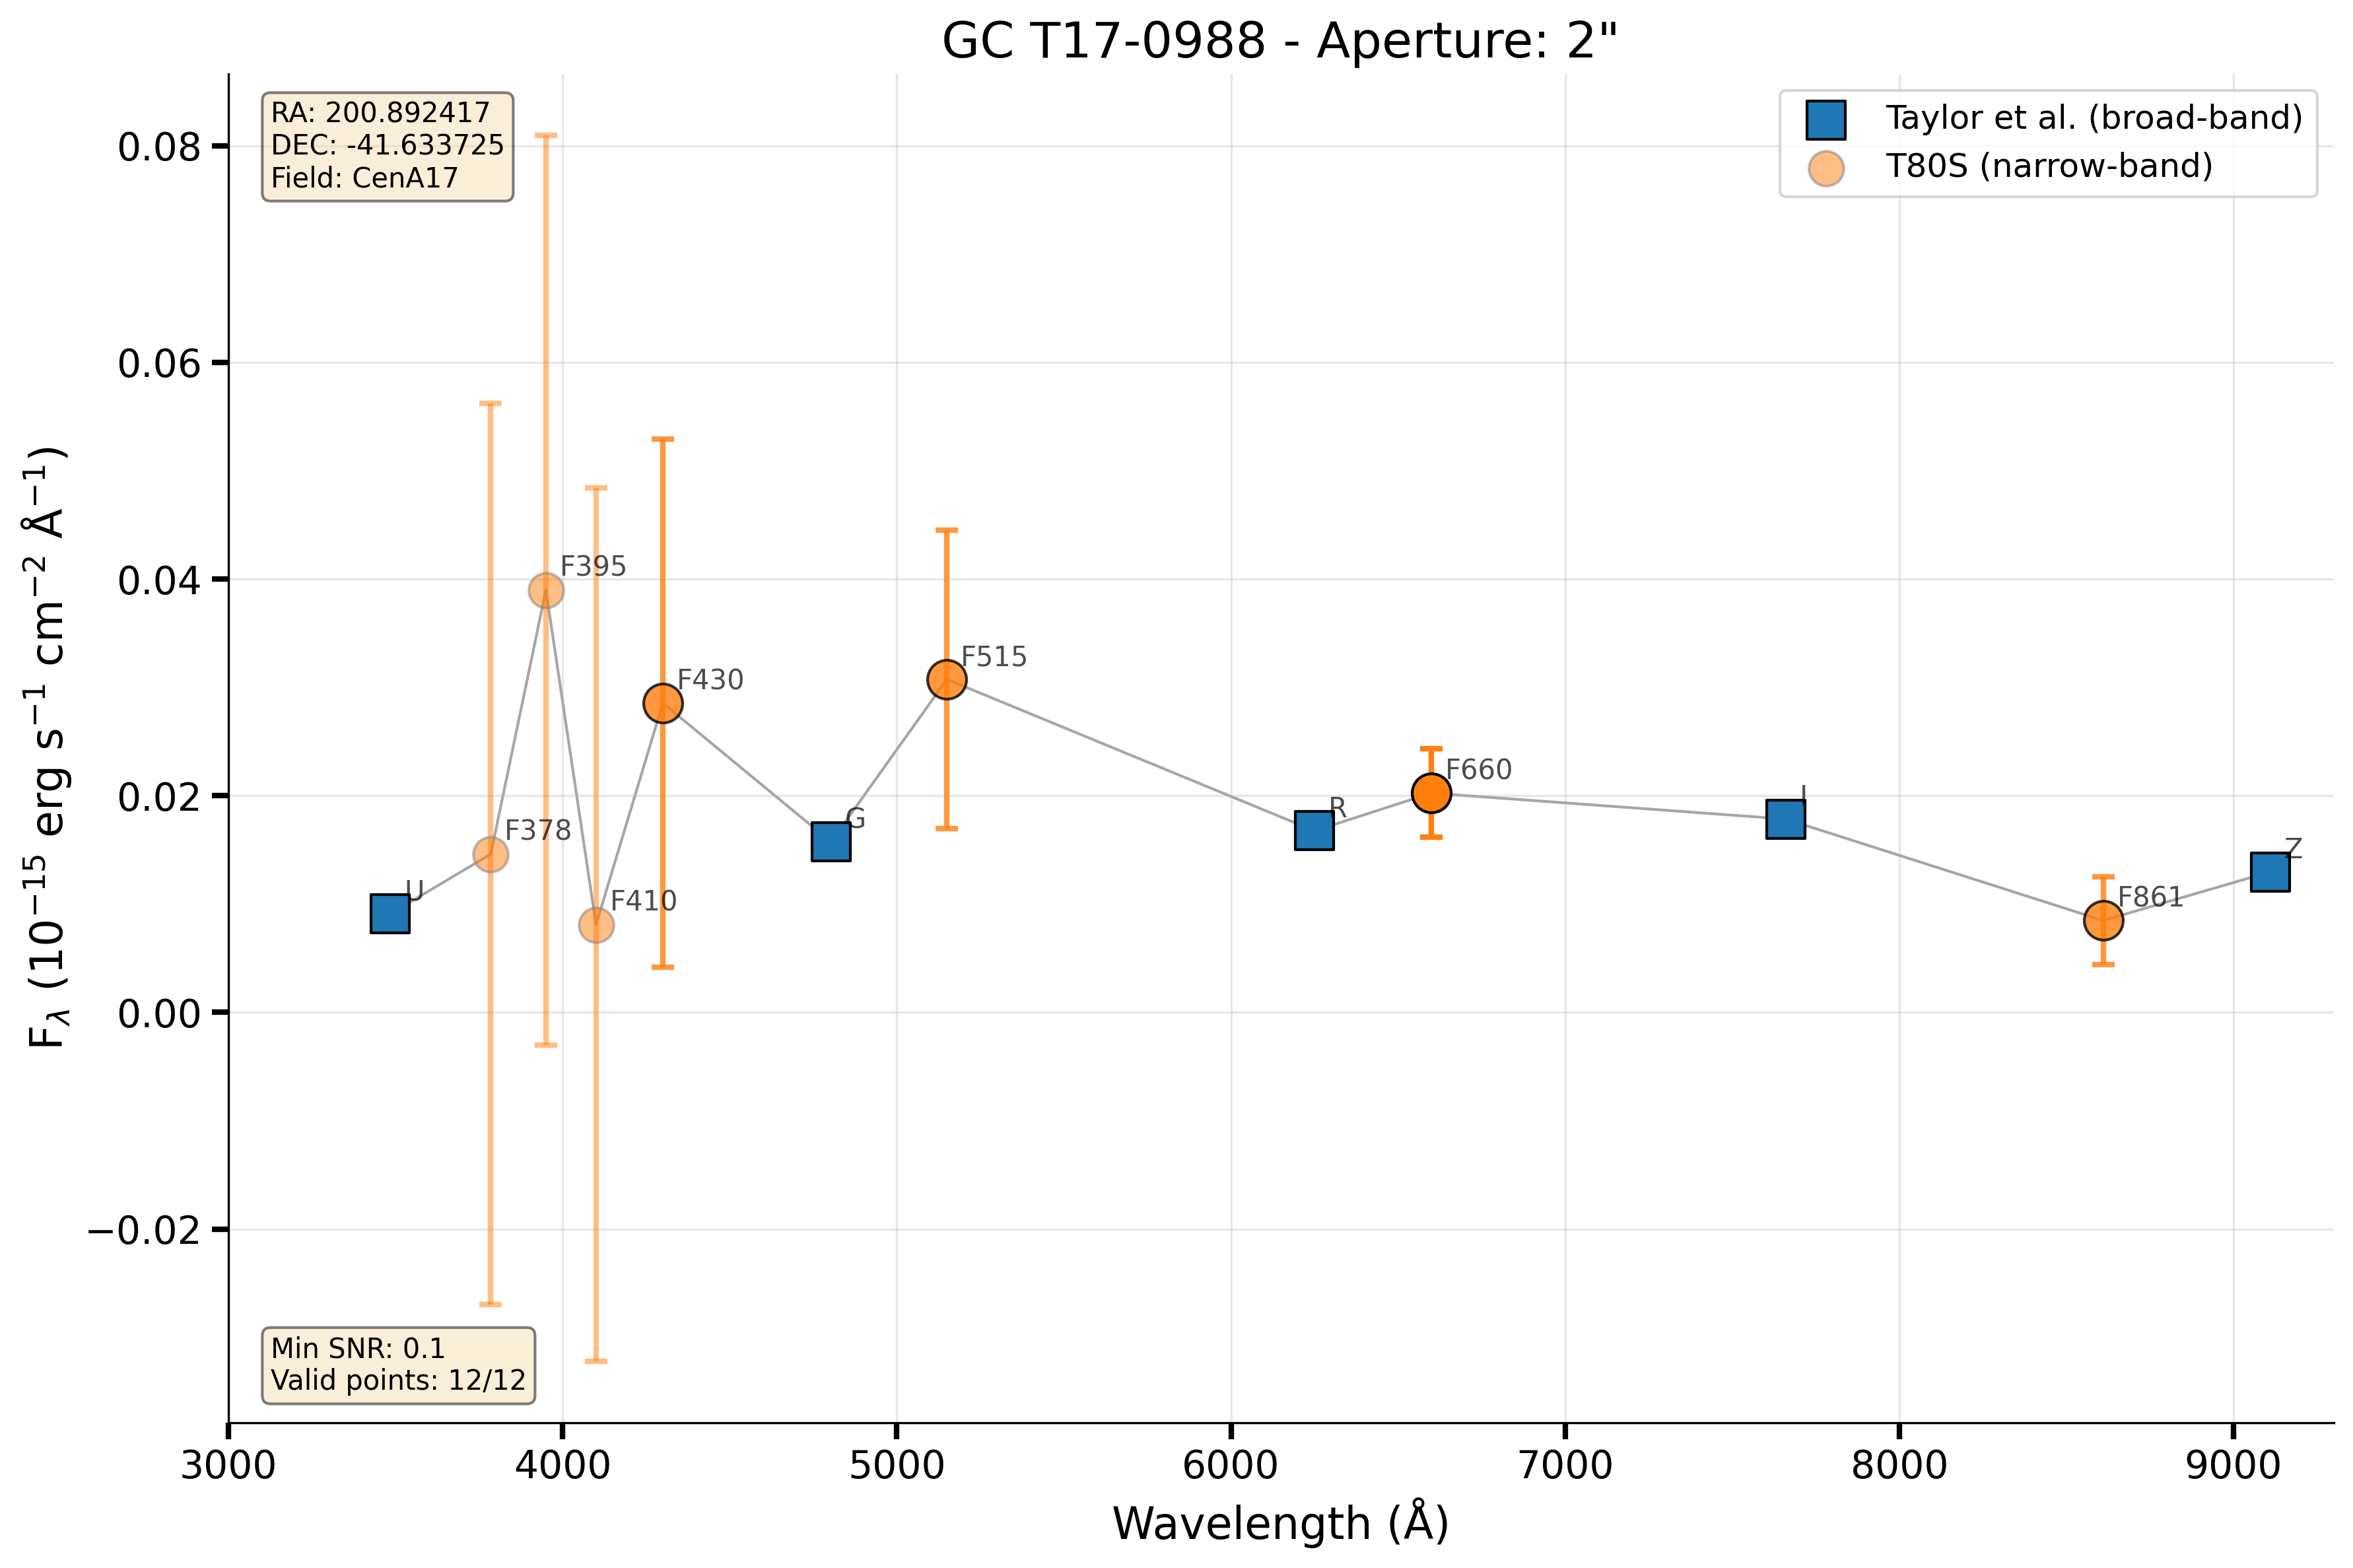 GC T17-0988 - Aperture: 2"
RA: 200.892417
DEC: -41.633725
Field: CenA17
Taylor et al. (broad-band)
T80S (narrow-band)
0.08
0.06
0.04
0.02
0.00
−0.02
F_λ (10⁻¹⁵ erg s⁻¹ cm⁻² Å⁻¹)
U
F378
F395
F410
F430
G
F515
R
F660
I
F861
Z
Min SNR: 0.1
Valid points: 12/12
3000 4000 5000 6000 7000 8000 9000
Wavelength (Å)